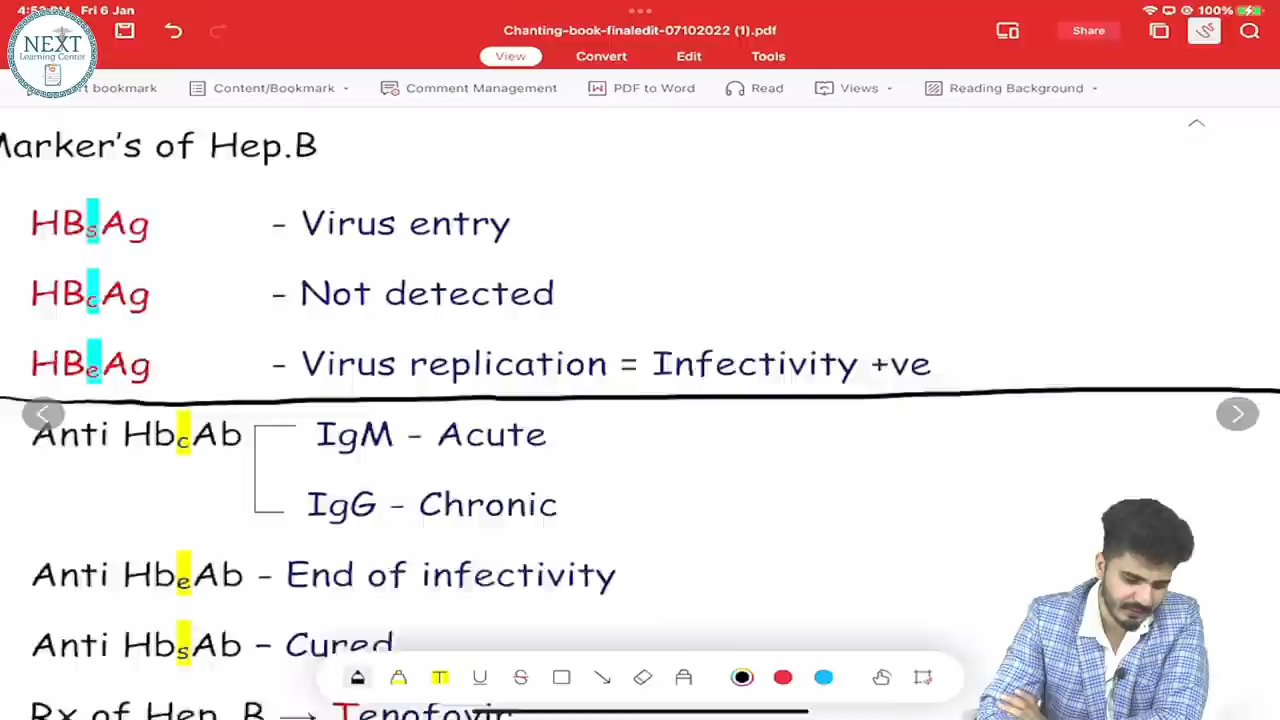 4:53 PM Fri 6 Jan
100%
NEXT
Learning Center
Chanting-book-finaledit-07102022 (1).pdf
Share
View Convert Edit Tools
bookmark Content/Bookmark Comment Management PDF to Word Read Views Reading Background
Marker's of Hep.B
HBsAg - Virus entry
HBcAg - Not detected
HBeAg - Virus replication = Infectivity +ve
Anti HbcAb IgM - Acute
IgG - Chronic
Anti HbeAb - End of infectivity
Anti HbsAb - Cured
Rx of Hep. B → Tenofovir